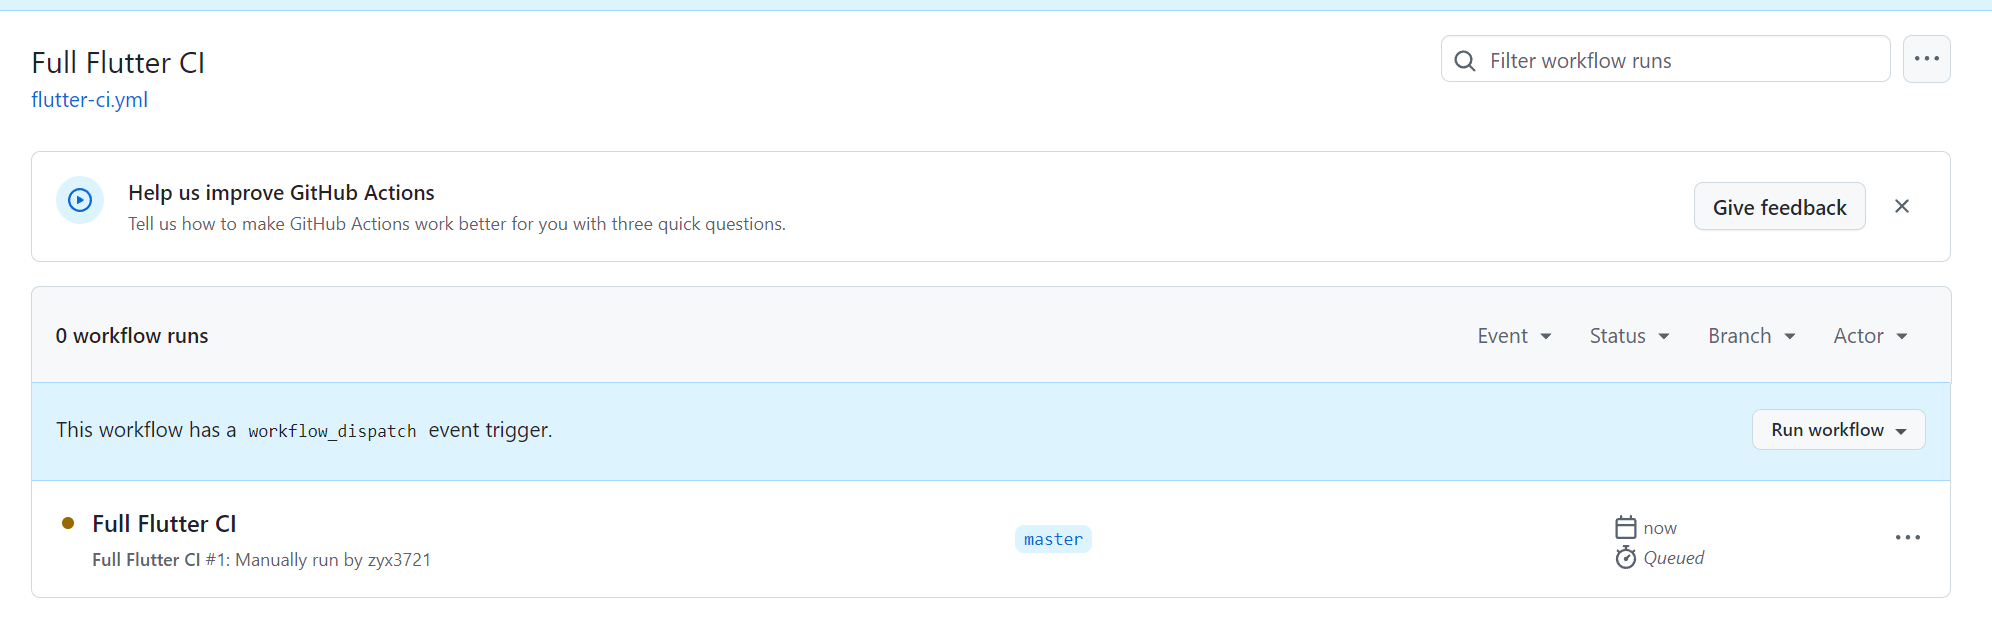 Full Flutter CI
Filter workflow runs
flutter-ci.yml
Help us improve GitHub Actions
Tell us how to make GitHub Actions work better for you with three quick questions.
Give feedback
0 workflow runs
Event Status Branch Actor
This workflow has a workflow_dispatch event trigger.
Run workflow
Full Flutter CI
Full Flutter CI #1: Manually run by zyx3721
master
now
Queued